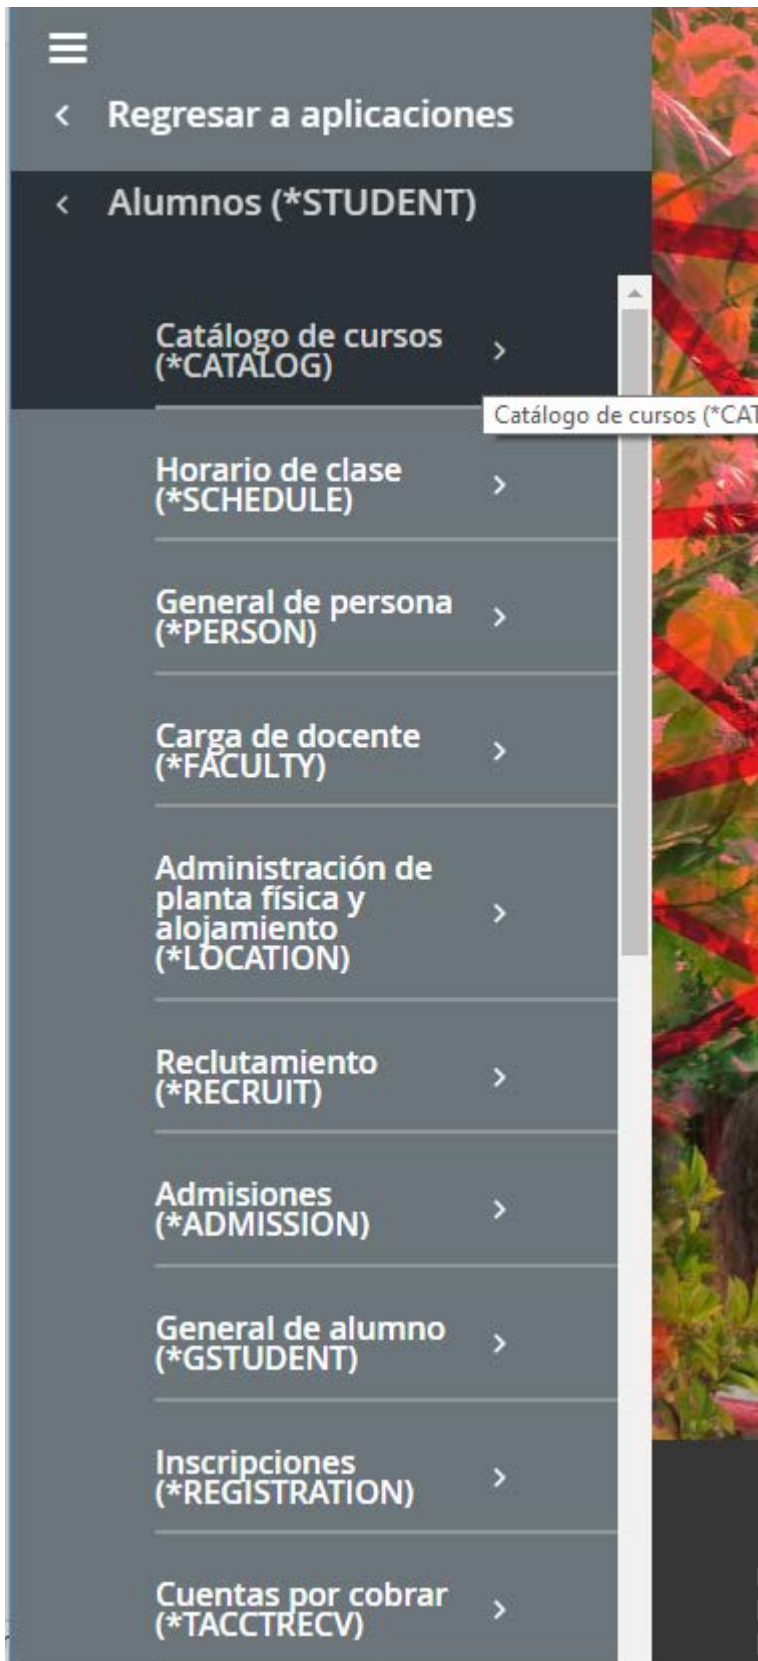 Regresar a aplicaciones
Alumnos (*STUDENT)
Catálogo de cursos
(*CATALOG)
Catálogo de cursos (*CAT
Horario de clase
(*SCHEDULE)
General de persona
(*PERSON)
Carga de docente
(*FACULTY)
Administración de
planta física y
alojamiento
(*LOCATION)
Reclutamiento
(*RECRUIT)
Admisiones
(*ADMISSION)
General de alumno
(*GSTUDENT)
Inscripciones
(*REGISTRATION)
Cuentas por cobrar
(*TACCTRECV)